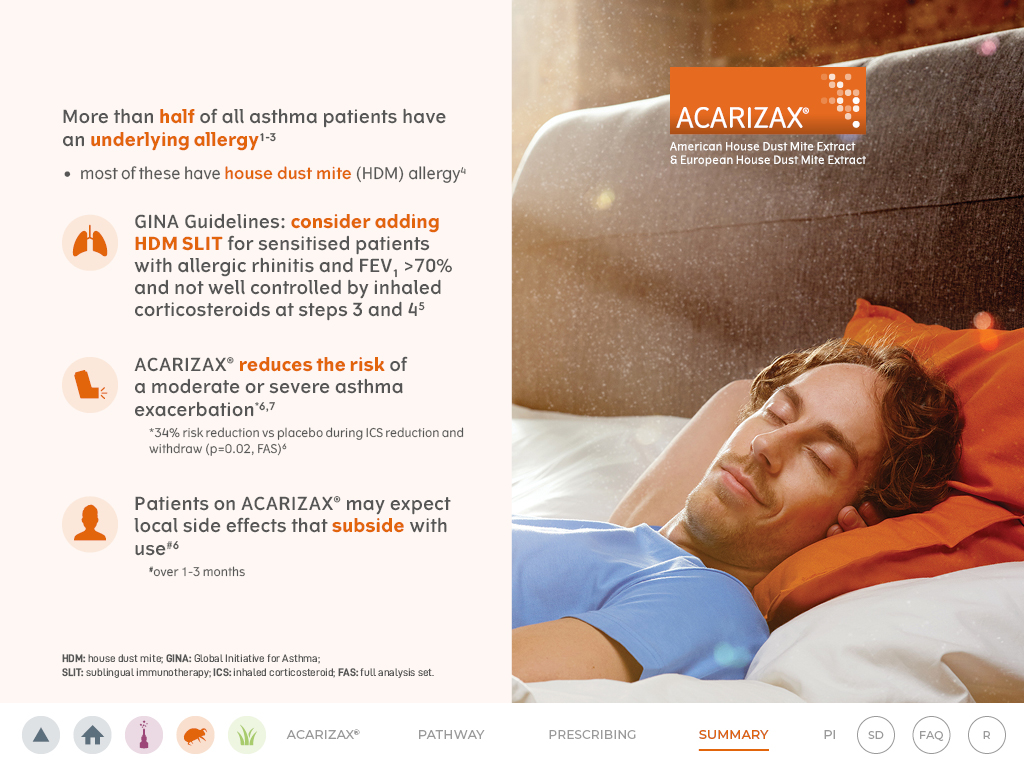 More than half of all asthma patients have
an underlying allergy¹⁻³
• most of these have house dust mite (HDM) allergy⁴
GINA Guidelines: consider adding
HDM SLIT for sensitised patients
with allergic rhinitis and FEV₁ >70%
and not well controlled by inhaled
corticosteroids at steps 3 and 4⁵
ACARIZAX® reduces the risk of
a moderate or severe asthma
exacerbation*⁶,⁷
*34% risk reduction vs placebo during ICS reduction and
withdraw (p=0.02, FAS)⁶
Patients on ACARIZAX® may expect
local side effects that subside with
use#⁶
#over 1-3 months
HDM: house dust mite; GINA: Global Initiative for Asthma;
SLIT: sublingual immunotherapy; ICS: inhaled corticosteroid; FAS: full analysis set.
ACARIZAX®
American House Dust Mite Extract
& European House Dust Mite Extract
ACARIZAX® PATHWAY PRESCRIBING SUMMARY PI SD FAQ R